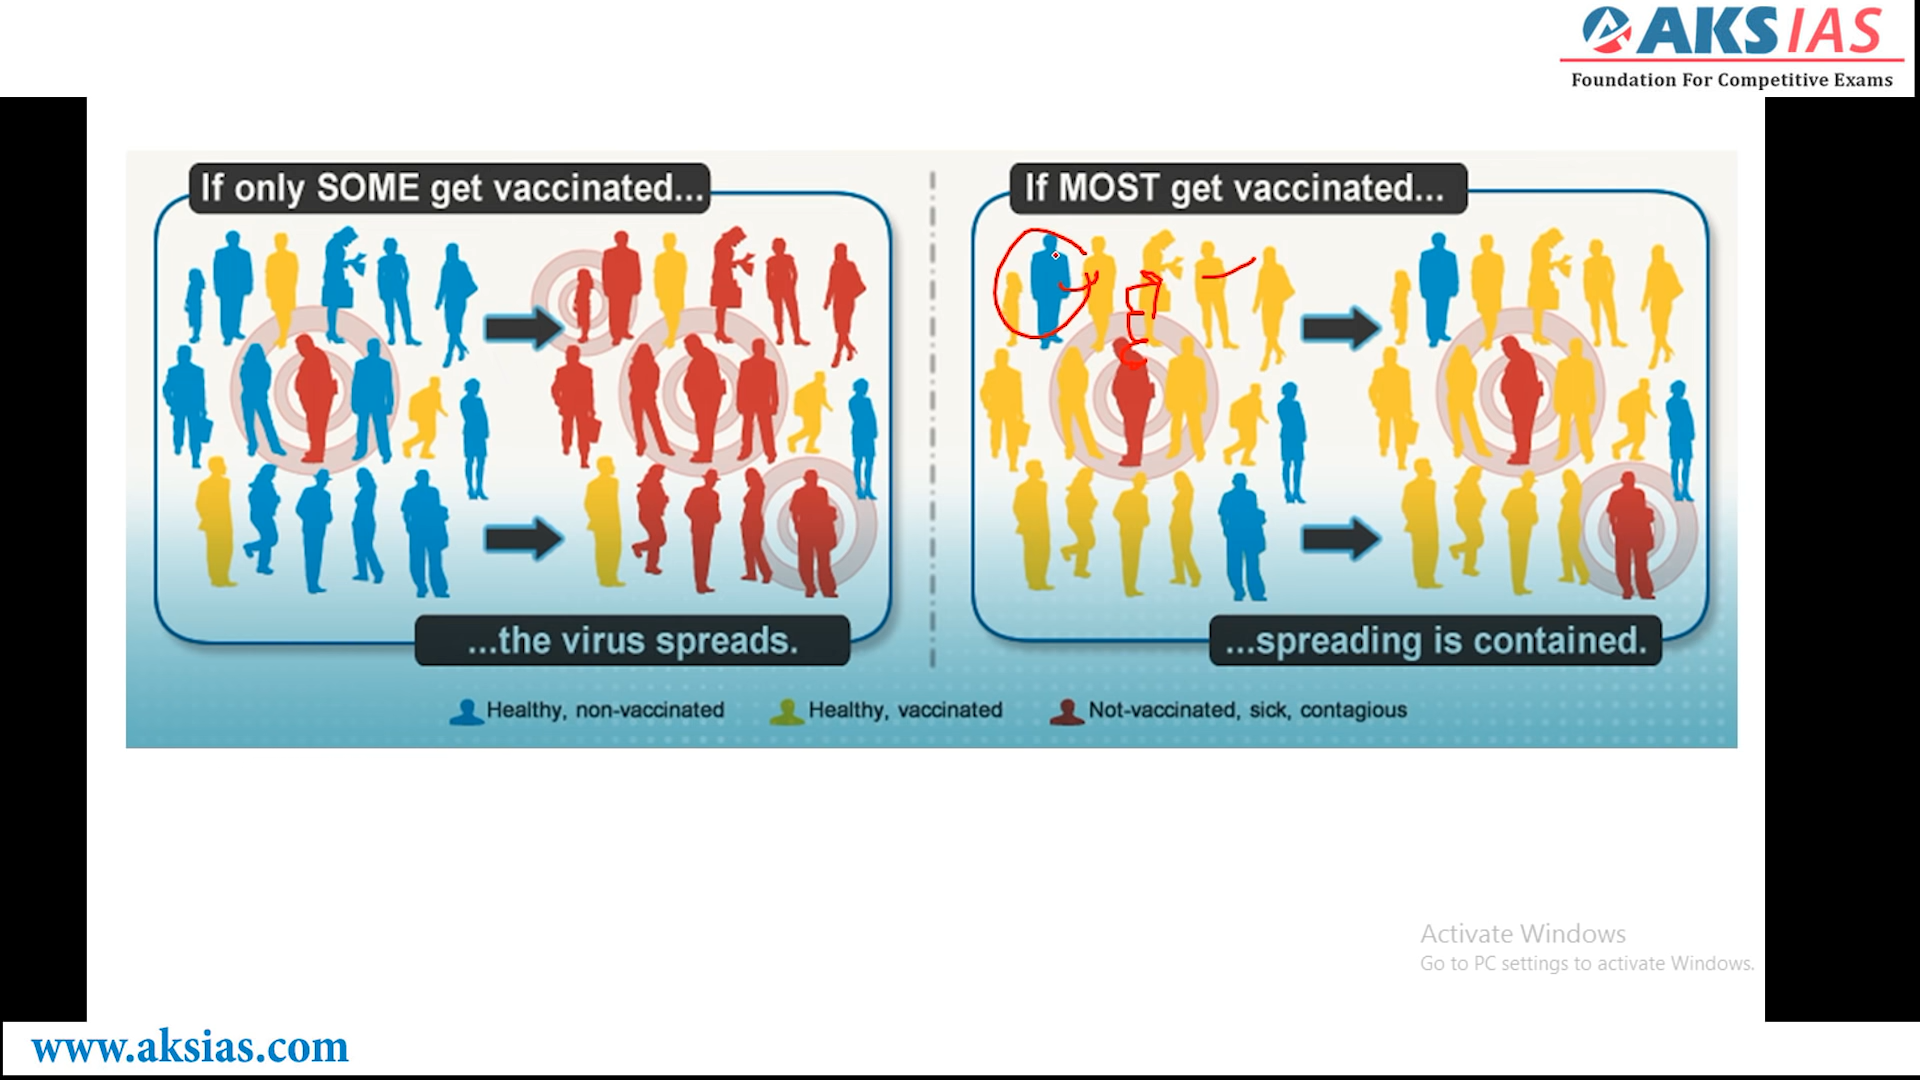 AKS IAS
Foundation For Competitive Exams
If only SOME get vaccinated...
...the virus spreads.
If MOST get vaccinated...
...spreading is contained.
Healthy, non-vaccinated
Healthy, vaccinated
Not-vaccinated, sick, contagious
Activate Windows
Go to PC settings to activate Windows.
www.aksias.com